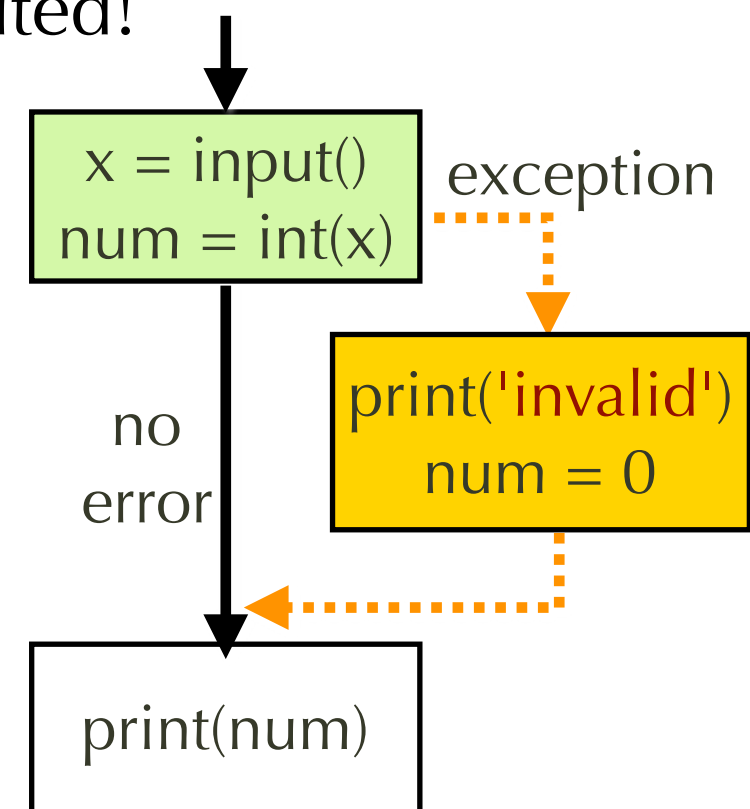 x = input()
num = int(x)
exception
print('invalid')
num = 0
no
error
print(num)